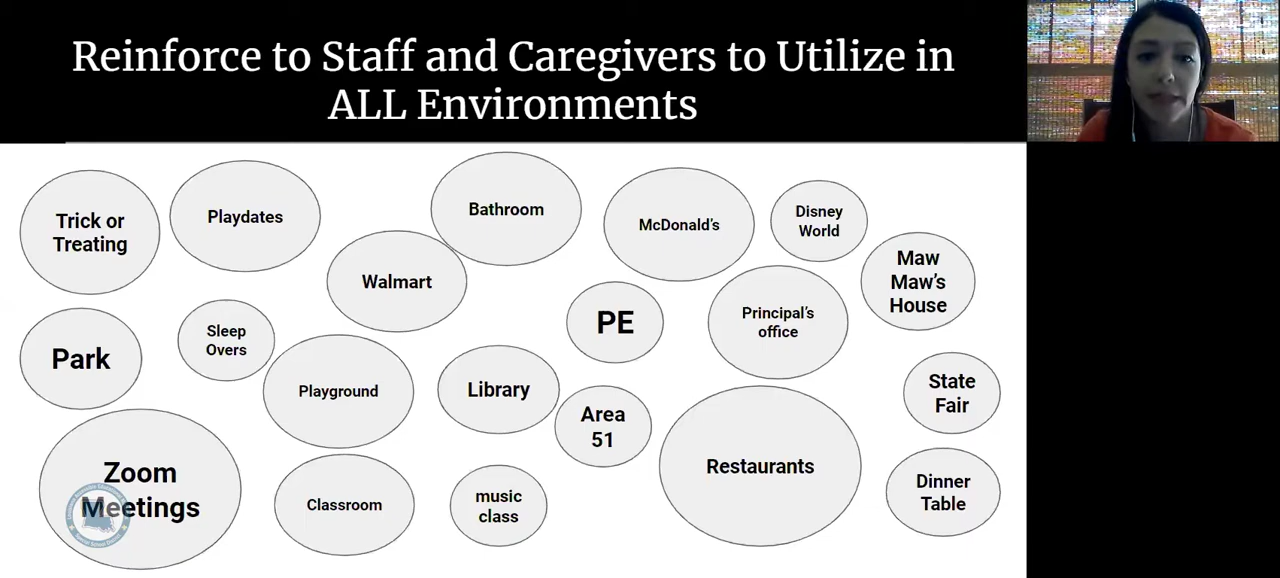 Reinforce to Staff and Caregivers to Utilize in
ALL Environments
Trick or
Treating
Playdates
Bathroom
McDonald's
Disney
World
Walmart
Maw
Maw's
House
PE
Principal's
office
Park
Sleep
Overs
Playground
Library
State
Fair
Area
51
Restaurants
Zoom
Meetings
Classroom
music
class
Dinner
Table